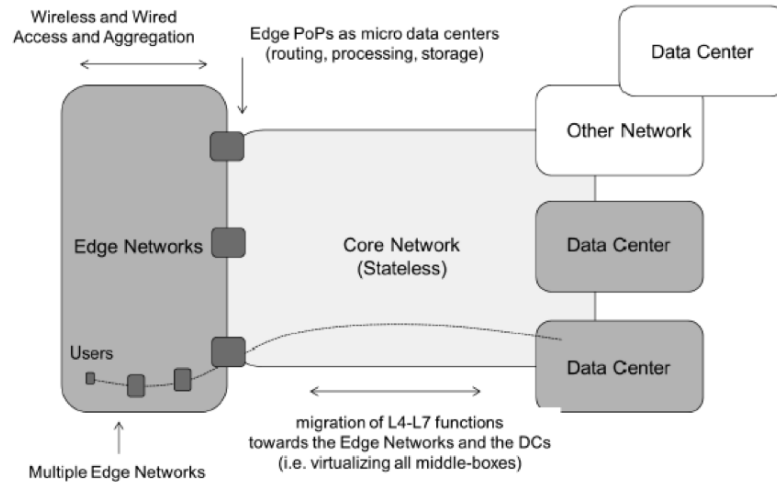 Wireless and Wired
Access and Aggregation
Edge PoPs as micro data centers
(routing, processing, storage)
Data Center
Other Network
Edge Networks
Core Network
(Stateless)
Data Center
Users
Data Center
migration of L4-L7 functions
towards the Edge Networks and the DCs
(i.e. virtualizing all middle-boxes)
Multiple Edge Networks